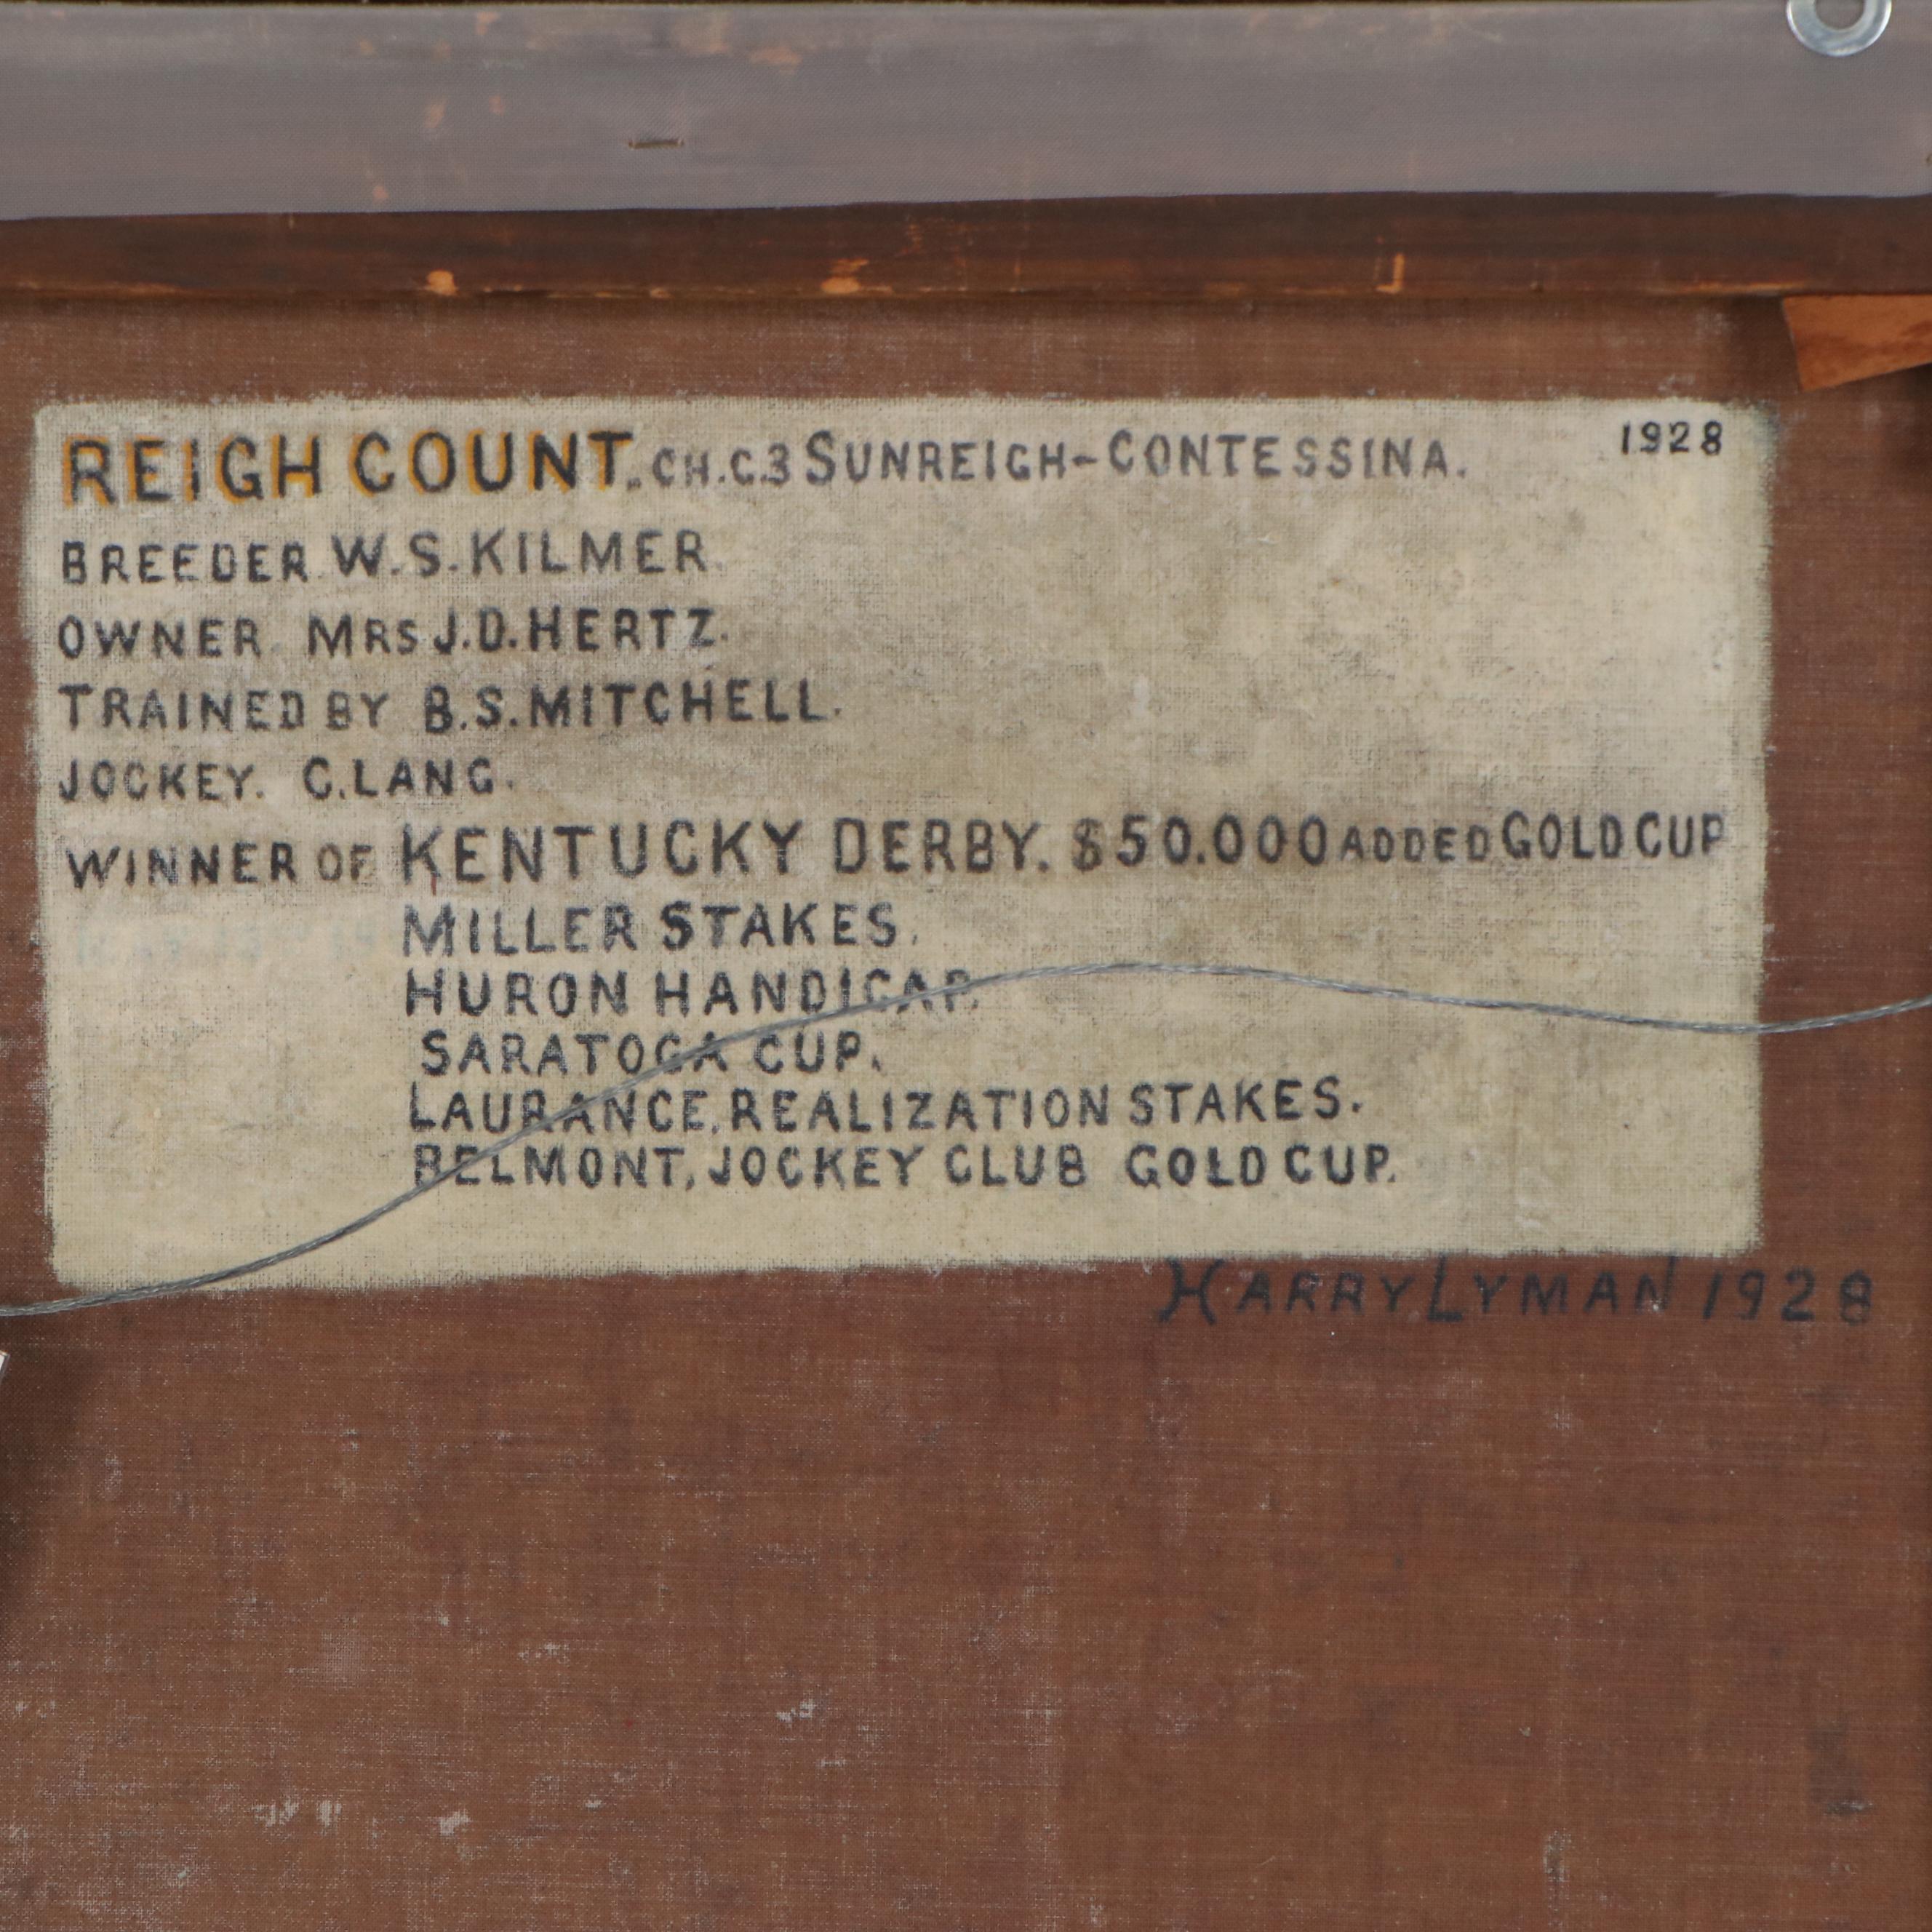 REIGH COUNT. CH.C.3 SUNREIGH-CONTESSINA. 1928
BREEDER. W.S. KILMER.
OWNER. MRS J.D. HERTZ.
TRAINED BY B.S. MITCHELL.
JOCKEY. C. LANG.
WINNER OF KENTUCKY DERBY. $50.000 ADDED GOLD CUP
MILLER STAKES.
HURON HANDICAP.
SARATOGA CUP.
LAURANCE, REALIZATION STAKES.
BELMONT, JOCKEY CLUB GOLD CUP.
HARRY LYMAN 1928